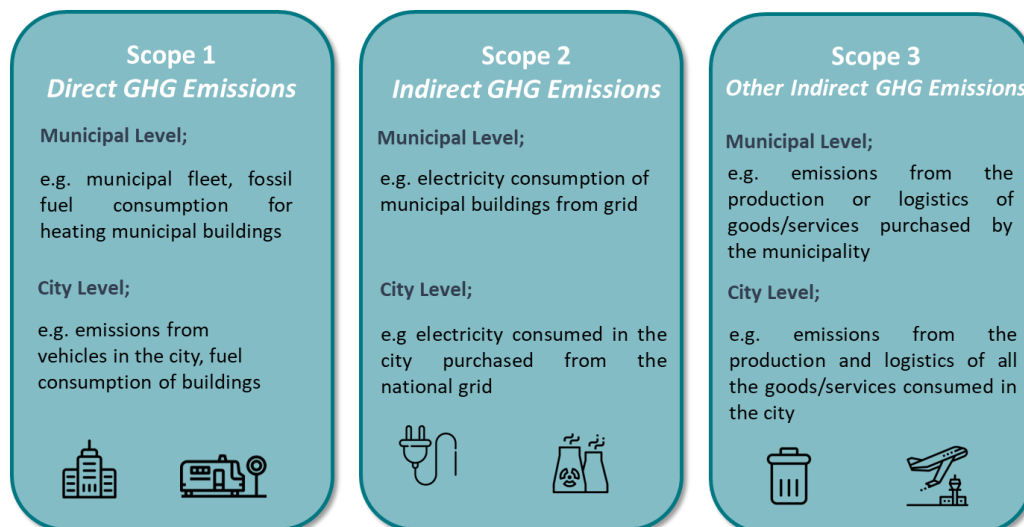 Scope 1
Direct GHG Emissions
Municipal Level;
e.g. municipal fleet, fossil
fuel consumption for
heating municipal buildings
City Level;
e.g. emissions from
vehicles in the city, fuel
consumption of buildings
Scope 2
Indirect GHG Emissions
Municipal Level;
e.g. electricity consumption of
municipal buildings from grid
City Level;
e.g electricity consumed in the
city purchased from the
national grid
Scope 3
Other Indirect GHG Emissions
Municipal Level;
e.g. emissions from the
production or logistics of
goods/services purchased by
the municipality
City Level;
e.g. emissions from the
production and logistics of all
the goods/services consumed in
the city